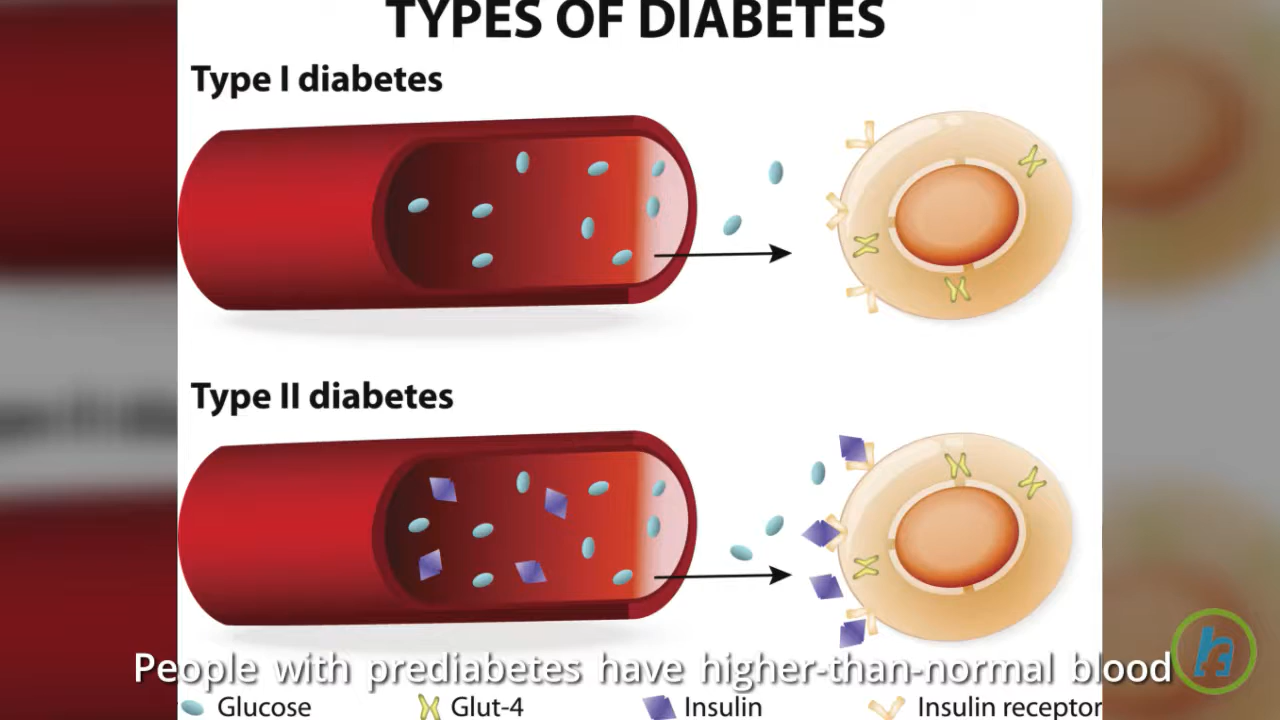 TYPES OF DIABETES
Type I diabetes
Type II diabetes
People with prediabetes have higher-than-normal blood
Glucose
Glut-4
Insulin
Insulin receptor